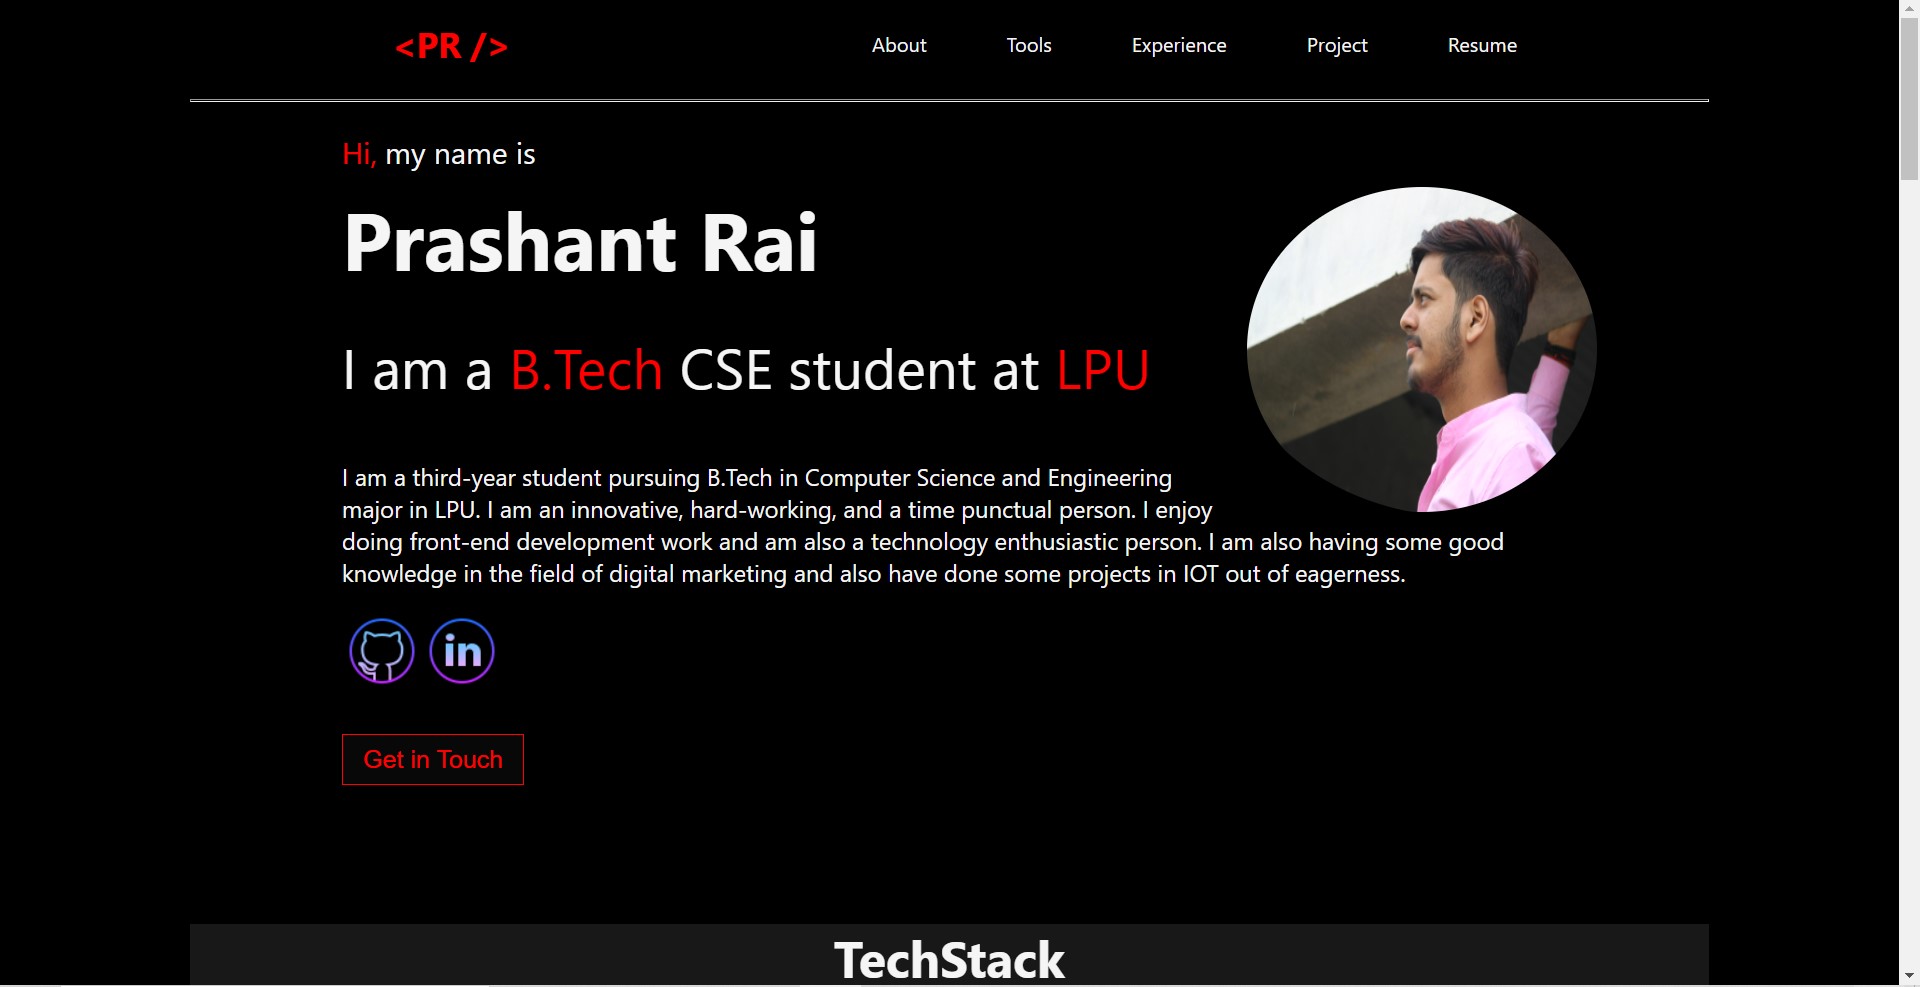 <PR />
About Tools Experience Project Resume
Hi, my name is
Prashant Rai
I am a B.Tech CSE student at LPU
I am a third-year student pursuing B.Tech in Computer Science and Engineering
major in LPU. I am an innovative, hard-working, and a time punctual person. I enjoy
doing front-end development work and am also a technology enthusiastic person. I am also having some good
knowledge in the field of digital marketing and also have done some projects in IOT out of eagerness.
in
Get in Touch
TechStack